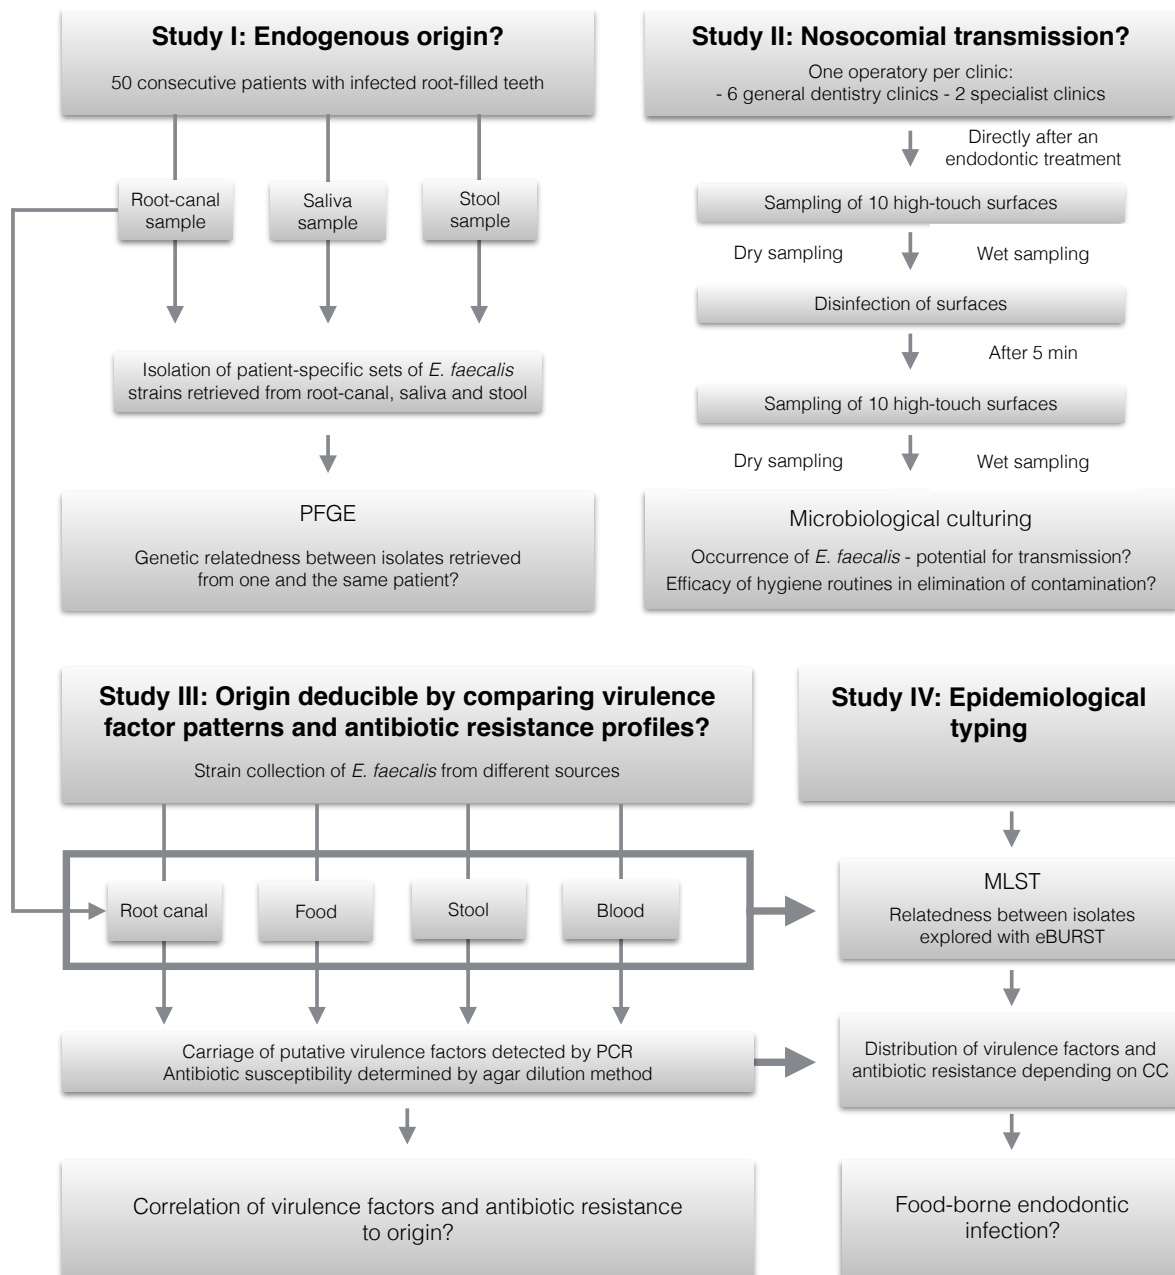 Study I: Endogenous origin?
50 consecutive patients with infected root-filled teeth
Root-canal
sample
Saliva
sample
Stool
sample
Isolation of patient-specific sets of E. faecalis
strains retrieved from root-canal, saliva and stool
PFGE
Genetic relatedness between isolates retrieved
from one and the same patient?
Study II: Nosocomial transmission?
One operatory per clinic:
- 6 general dentistry clinics - 2 specialist clinics
Directly after an
endodontic treatment
Sampling of 10 high-touch surfaces
Dry sampling
Wet sampling
Disinfection of surfaces
After 5 min
Sampling of 10 high-touch surfaces
Dry sampling
Wet sampling
Microbiological culturing
Occurrence of E. faecalis - potential for transmission?
Efficacy of hygiene routines in elimination of contamination?
Study III: Origin deducible by comparing virulence
factor patterns and antibiotic resistance profiles?
Strain collection of E. faecalis from different sources
Root canal
Food
Stool
Blood
Carriage of putative virulence factors detected by PCR
Antibiotic susceptibility determined by agar dilution method
Correlation of virulence factors and antibiotic resistance
to origin?
Study IV: Epidemiological
typing
MLST
Relatedness between isolates
explored with eBURST
Distribution of virulence factors and
antibiotic resistance depending on CC
Food-borne endodontic
infection?